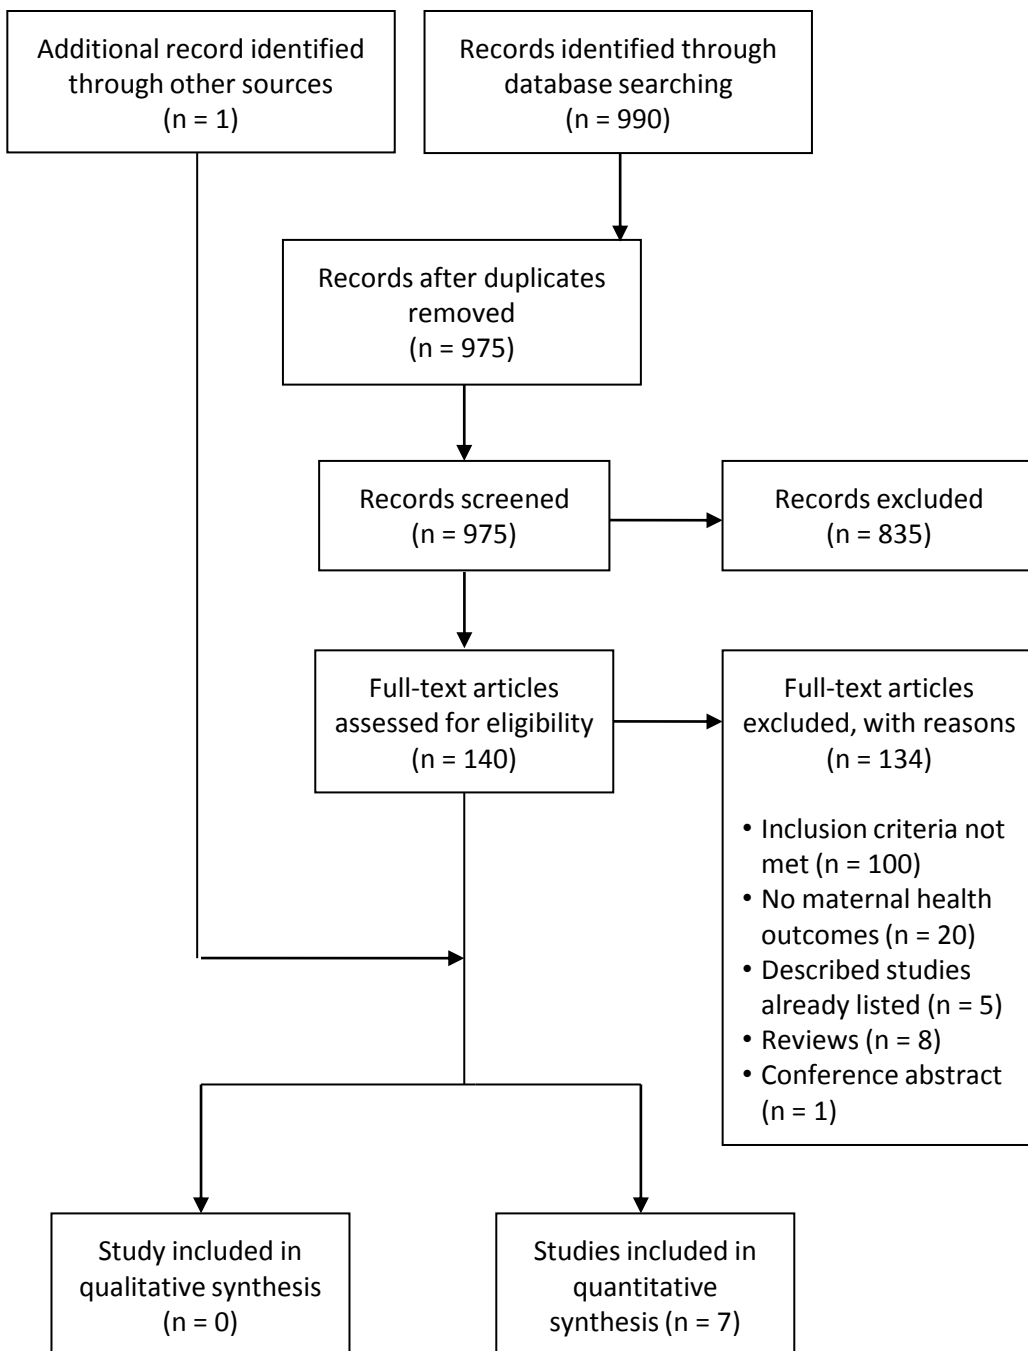 Additional record identified
through other sources
(n = 1)
Records identified through
database searching
(n = 990)
Records after duplicates
removed
(n = 975)
Records screened
(n = 975)
Records excluded
(n = 835)
Full-text articles
assessed for eligibility
(n = 140)
Full-text articles
excluded, with reasons
(n = 134)
• Inclusion criteria not
met (n = 100)
• No maternal health
outcomes (n = 20)
• Described studies
already listed (n = 5)
• Reviews (n = 8)
• Conference abstract
(n = 1)
Study included in
qualitative synthesis
(n = 0)
Studies included in
quantitative
synthesis (n = 7)